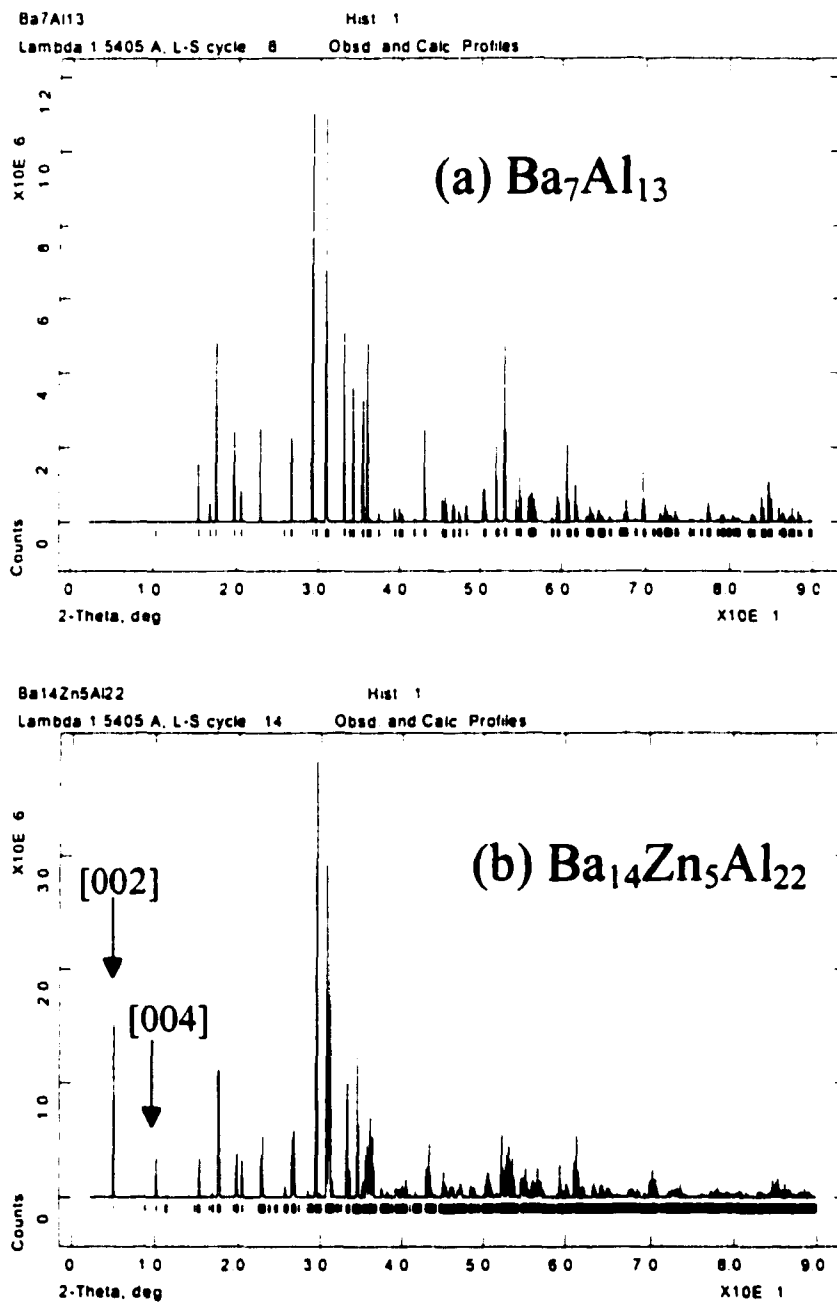 Ba7Al13 Hist 1
Lambda 1 5405 A, L-S cycle 8 Obsd and Calc Profiles
(a) Ba7Al13
X10E 6
12
10
8
6
4
2
0
Counts
0 10 20 30 40 50 60 70 80 90
2-Theta, deg X10E 1
Ba14Zn5Al22 Hist 1
Lambda 1 5405 A, L-S cycle 14 Obsd and Calc Profiles
(b) Ba14Zn5Al22
[002]
[004]
X10E 6
30
20
10
0
Counts
0 10 20 30 40 50 60 70 80 90
2-Theta, deg X10E 1